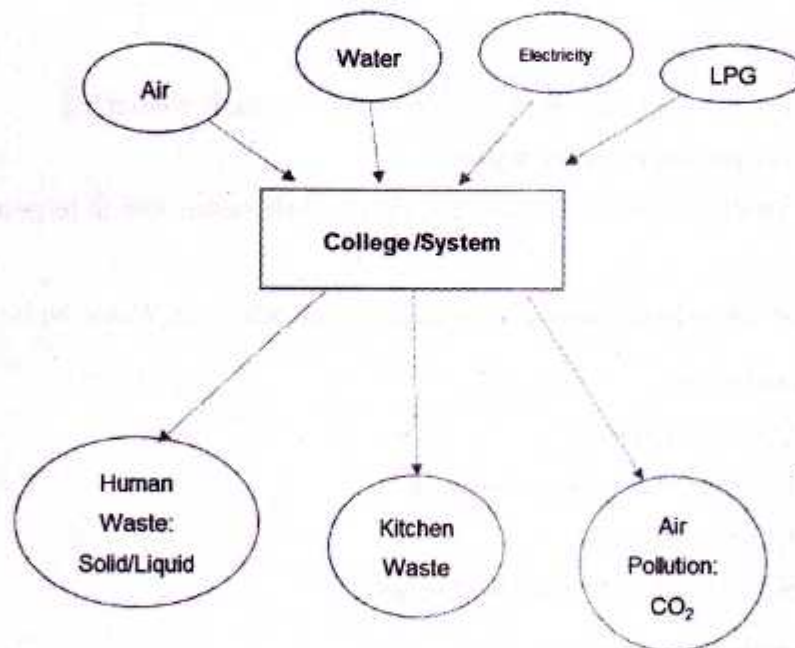 Air
Water
Electricity
LPG
College/System
Human
Waste:
Solid/Liquid
Kitchen
Waste
Air
Pollution:
CO₂